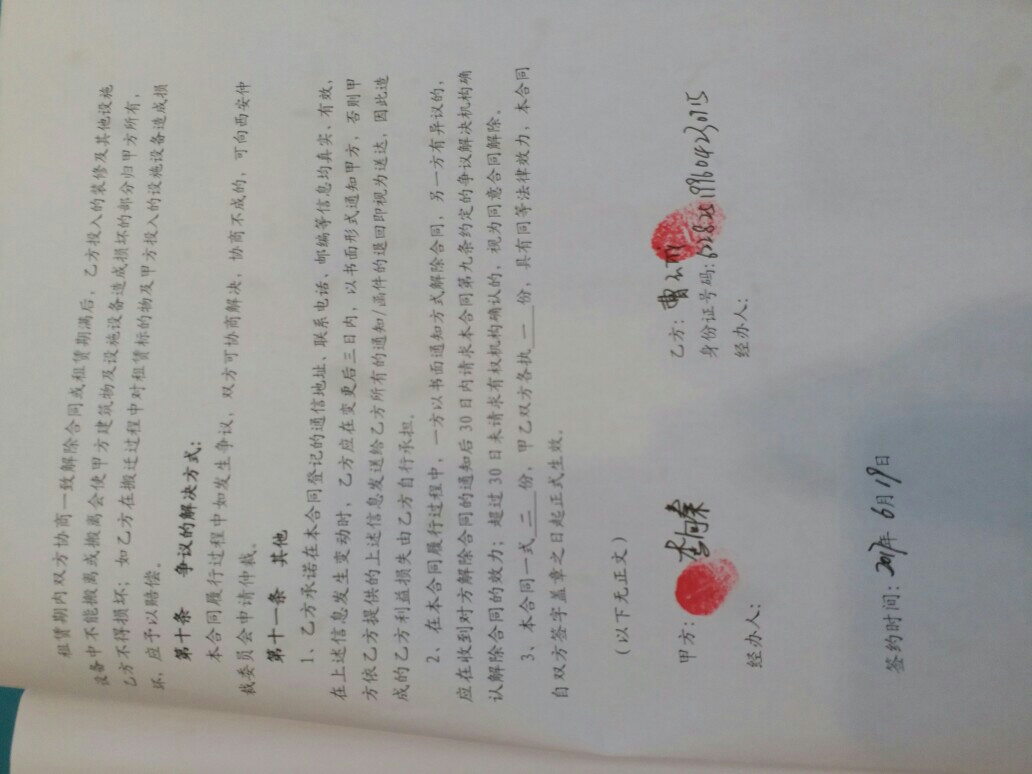 租赁期内双方协商一致解除合同或租赁期满后，乙方投入的装修及其他设施
设备中不能搬离或搬离会使甲方建筑物及设施设备造成损坏的部分归甲方所有，
乙方不得损坏；如乙方在搬迁过程中对租赁标的物及甲方投入的设施设备造成损
坏，应予以赔偿。
第十条 争议的解决方式：
本合同履行过程中如发生争议，双方可协商解决，协商不成的，可向西安仲
裁委员会申请仲裁。
第十一条 其他
1、乙方承诺在本合同登记的通信地址、联系电话、邮编等信息均真实、有效，
在上述信息发生变动时，乙方应在变更后三日内，以书面形式通知甲方，否则甲
方依乙方提供的上述信息发送给乙方所有的通知/函件的退回即视为送达，因此造
成的乙方利益损失由乙方自行承担。
2、在本合同履行过程中，一方以书面通知方式解除合同，另一方有异议的，
应在收到对方解除合同的通知后30日内请求本合同第九条约定的争议解决机构确
认解除合同的效力；超过30日未请求有权机构确认的，视为同意合同解除。
3、本合同一式二份，甲乙双方各执一份，具有同等法律效力，本合同
自双方签字盖章之日起正式生效。
（以下无正文）
甲方： 乙方：
身份证号码：
经办人： 经办人：
签约时间：2017年6月19日